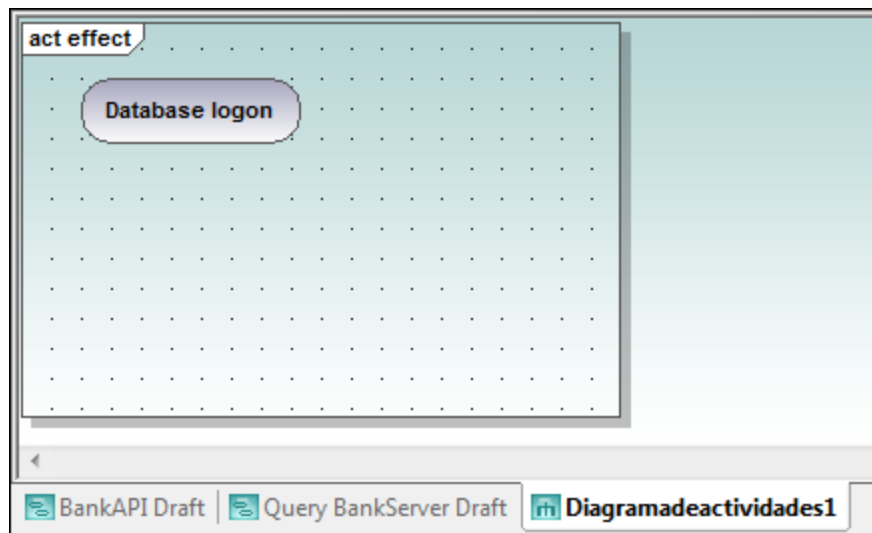 act effect
Database logon
BankAPI Draft
Query BankServer Draft
Diagramadeactividades1